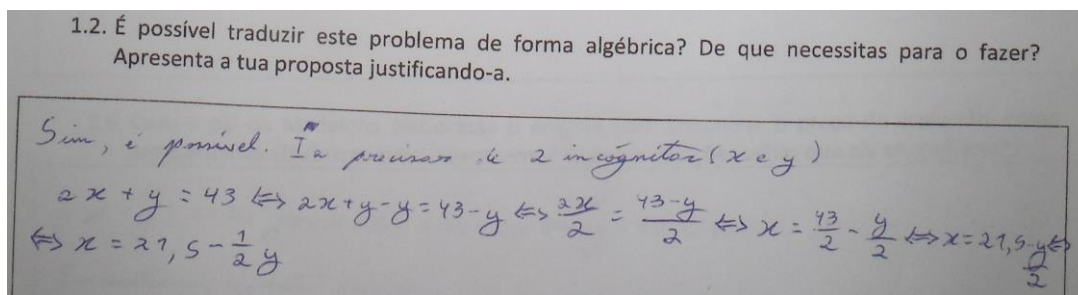 1.2. É possível traduzir este problema de forma algébrica? De que necessitas para o fazer?
Apresenta a tua proposta justificando-a.
Sim, é possível. Ia precisar de 2 incógnitas (x e y)
2x + y = 43 ⇔ 2x+y-y = 43-y ⇔ 2x/2 = 43-y/2 ⇔ x = 43/2 - y/2 ⇔ x = 21,5-y/2 ⇔
⇔ x = 21,5 - 1/2 y